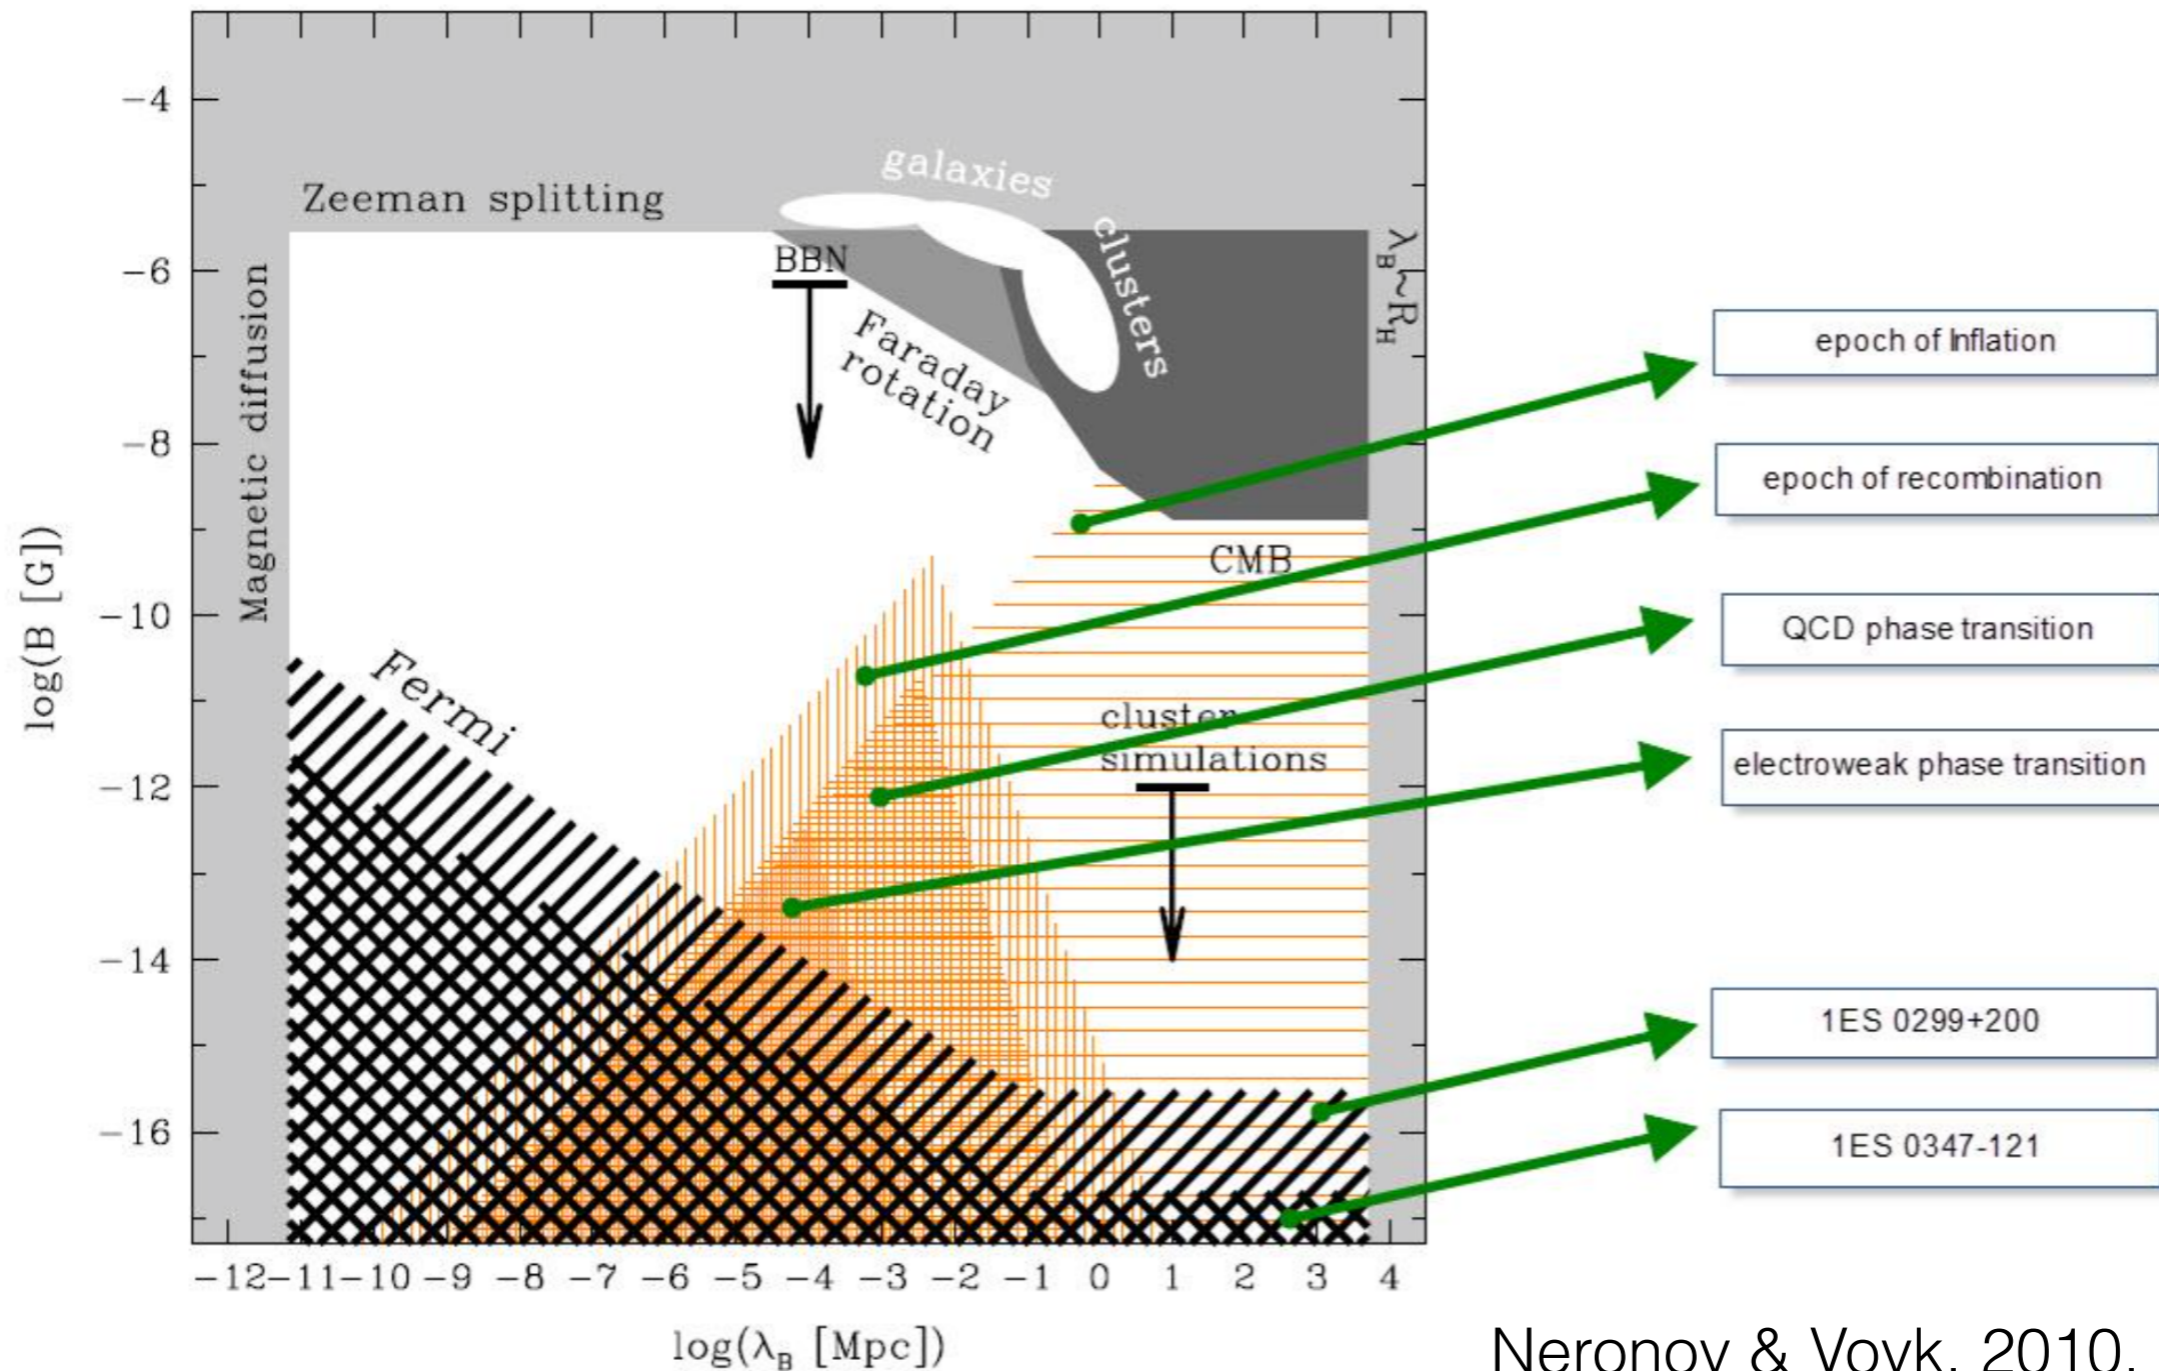 Zeeman splitting
galaxies
clusters
BBN
Faraday
rotation
Magnetic diffusion
λB~RH
CMB
Fermi
cluster
simulations
log(B [G])
−4
−6
−8
−10
−12
−14
−16
−12 −11 −10 −9 −8 −7 −6 −5 −4 −3 −2 −1 0 1 2 3 4
log(λB [Mpc])
epoch of Inflation
epoch of recombination
QCD phase transition
electroweak phase transition
1ES 0299+200
1ES 0347-121
Neronov & Vovk, 2010.